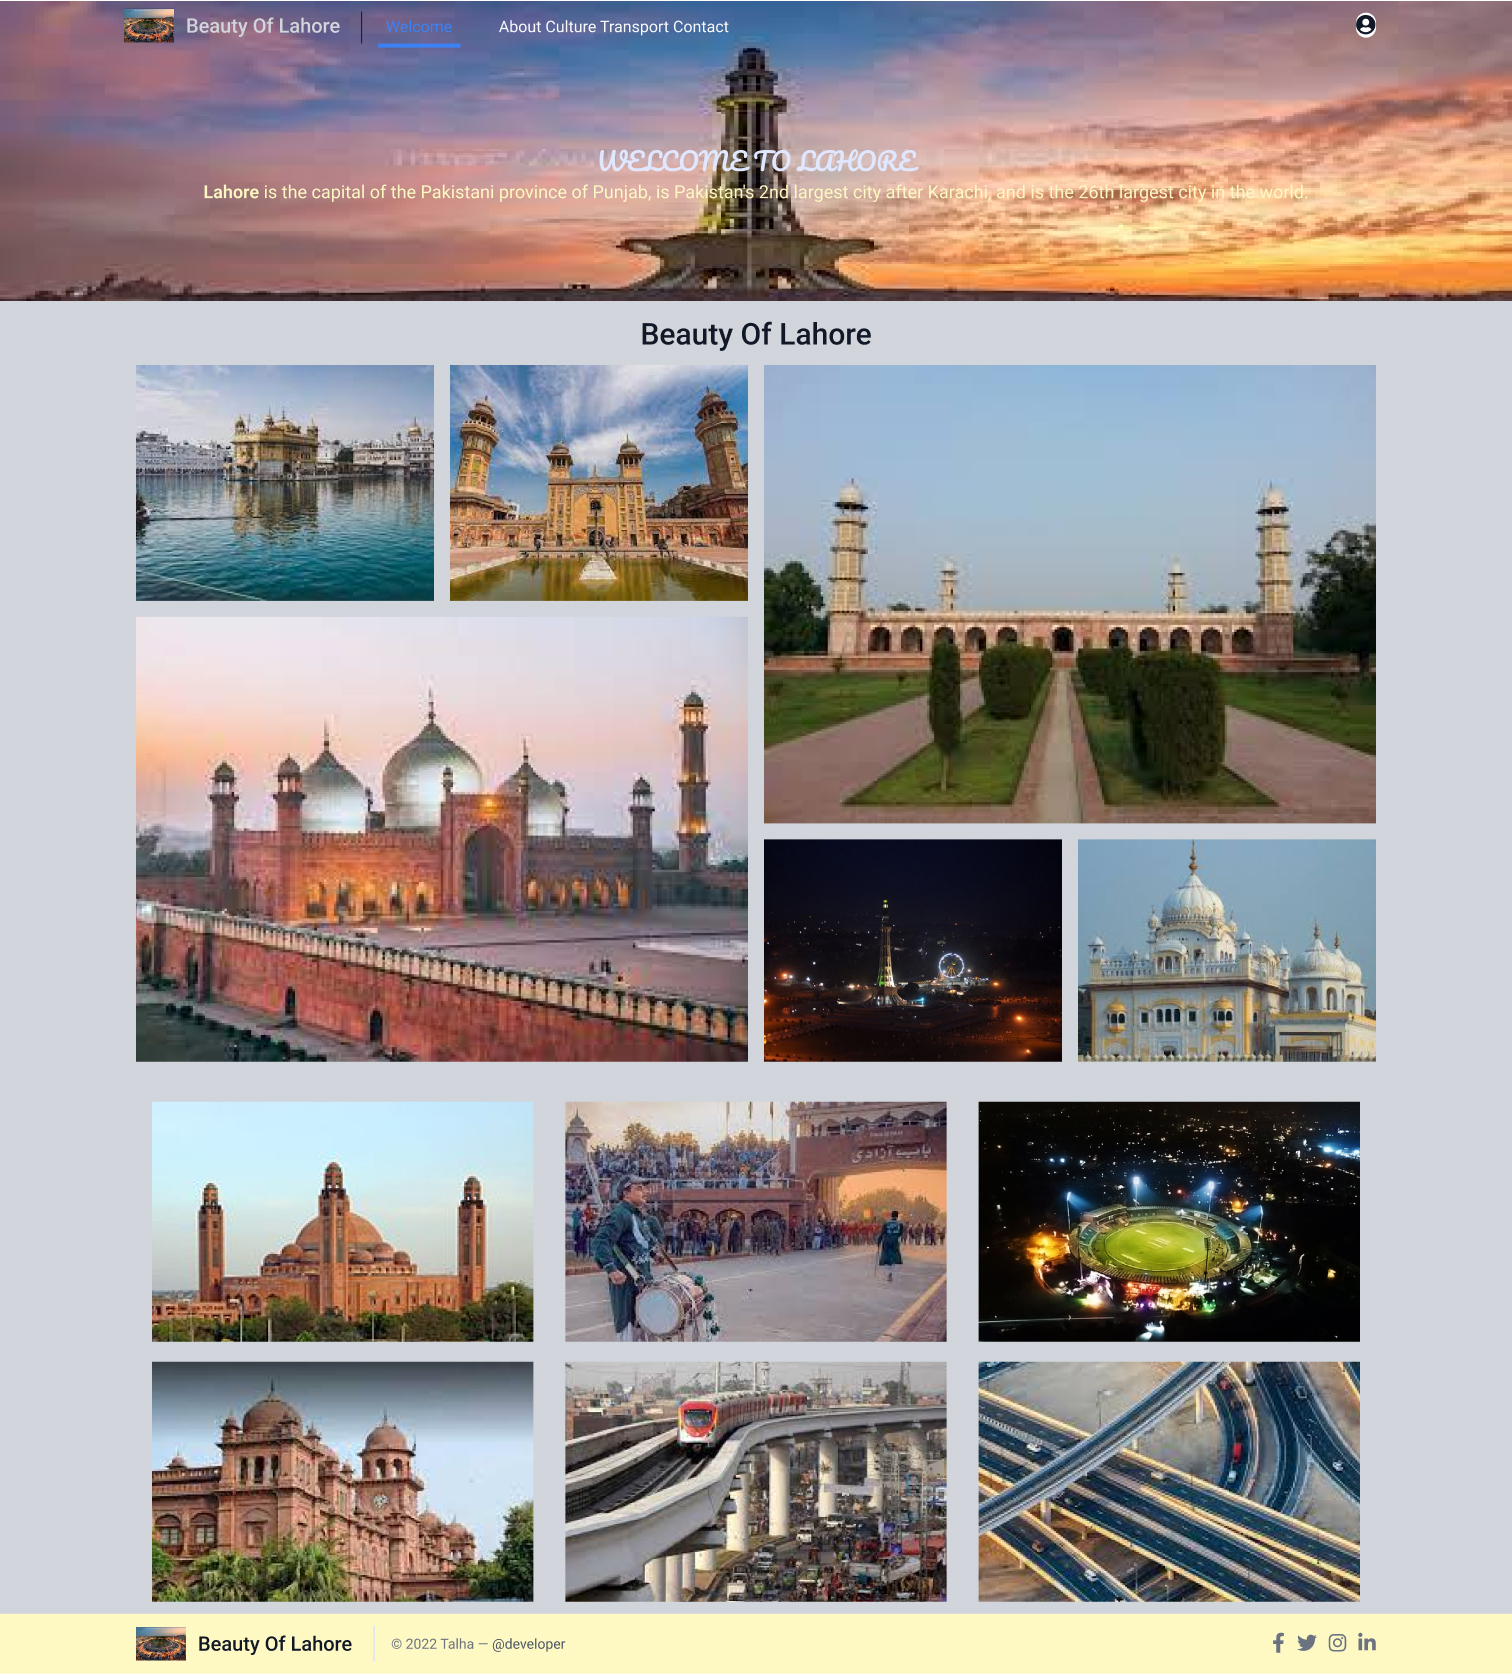 Beauty Of Lahore
Welcome
About Culture Transport Contact
WELCOME TO LAHORE
Lahore is the capital of the Pakistani province of Punjab, is Pakistan's 2nd largest city after Karachi, and is the 26th largest city in the world.
Beauty Of Lahore
باب آزادی
Beauty Of Lahore
© 2022 Talha — @developer